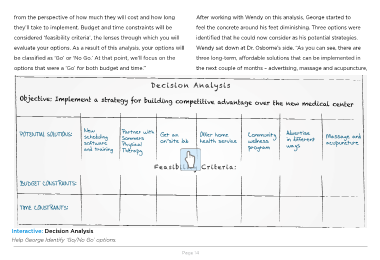 from the perspective of how much they will cost and how long
they'll take to implement. Budget and time constraints will be
considered 'feasibility criteria', the lenses through which you will
evaluate your options. As a result of this analysis, your options will
be classified as 'Go' or 'No Go.' At that point, we'll focus on the
options that were a 'Go' for both budget and time."
After working with Wendy on this analysis, George started to
feel the concrete around his feet diminishing. Three options were
identified that he could now consider as his potential strategies.
Wendy sat down at Dr. Osborne's side. "As you can see, there are
three long-term, affordable solutions that can be implemented in
the next couple of months – advertising, massage and acupuncture,
Decision Analysis
Objective: Implement a strategy for building competitive advantage over the new medical center
POTENTIAL SOLUTIONS:
New
scheduling
software
and training
Partner with
Sommers
Physical
Therapy
Get an
on'site lab
Offer home
health service
Community
wellness
program
Advertise
in different
ways
Massage and
acupuncture
Feasibility Criteria:
BUDGET CONSTRAINTS:
TIME CONSTRAINTS:
Interactive: Decision Analysis
Help George Identify 'Go/No Go' options